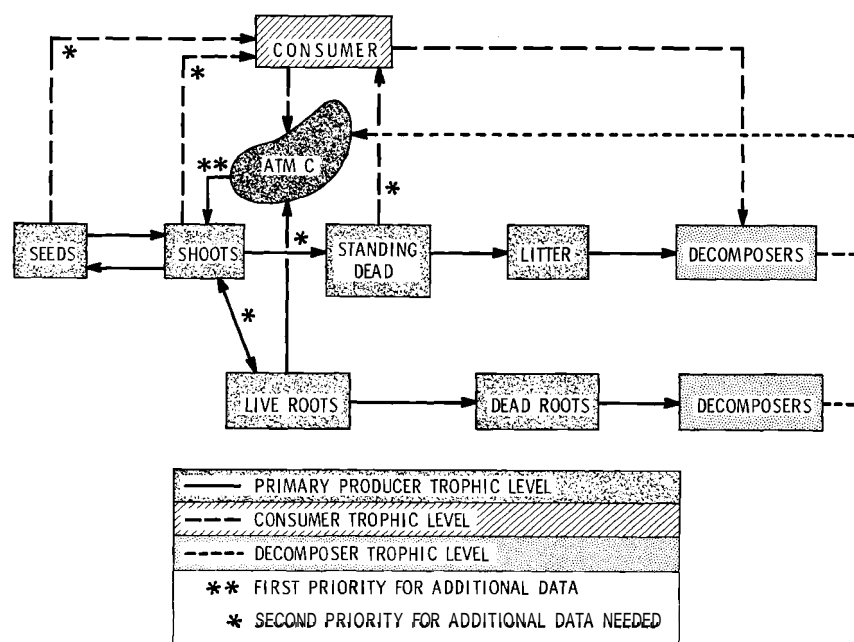 CONSUMER
*
*
ATM C
**
*
*
SEEDS
SHOOTS
STANDING
DEAD
LITTER
DECOMPOSERS
*
LIVE ROOTS
DEAD ROOTS
DECOMPOSERS
PRIMARY PRODUCER TROPHIC LEVEL
CONSUMER TROPHIC LEVEL
DECOMPOSER TROPHIC LEVEL
** FIRST PRIORITY FOR ADDITIONAL DATA
* SECOND PRIORITY FOR ADDITIONAL DATA NEEDED